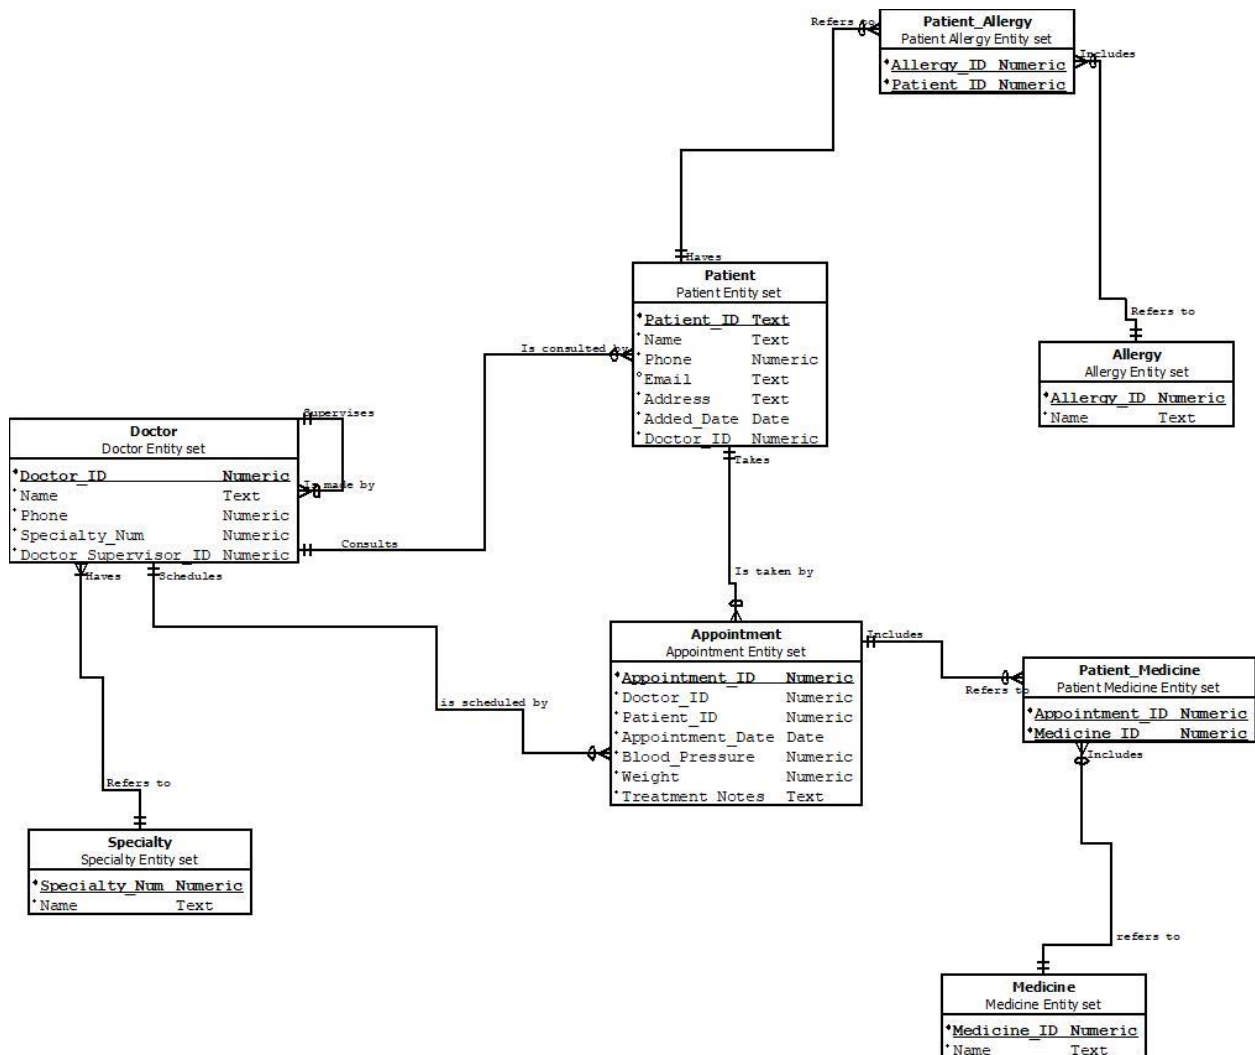 Refers to
Patient_Allergy
Patient Allergy Entity set
Allergy_ID Numeric
Patient_ID Numeric
Includes
Haves
Patient
Patient Entity set
Patient_ID Text
Name Text
Phone Numeric
Email Text
Address Text
Added_Date Date
Doctor_ID Numeric
Is consulted by
Takes
Refers to
Allergy
Allergy Entity set
Allergy_ID Numeric
Name Text
Supervises
Doctor
Doctor Entity set
Doctor_ID Numeric
Is made by
Name Text
Phone Numeric
Specialty_Num Numeric
Doctor_Supervisor_ID Numeric
Consults
Haves
Schedules
Is taken by
is scheduled by
Appointment
Appointment Entity set
Appointment_ID Numeric
Doctor_ID Numeric
Patient_ID Numeric
Appointment_Date Date
Blood_Pressure Numeric
Weight Numeric
Treatment_Notes Text
Includes
Refers to
Patient_Medicine
Patient Medicine Entity set
Appointment_ID Numeric
Medicine_ID Numeric
Includes
Refers to
Specialty
Specialty Entity set
Specialty_Num Numeric
Name Text
refers to
Medicine
Medicine Entity set
Medicine_ID Numeric
Name Text